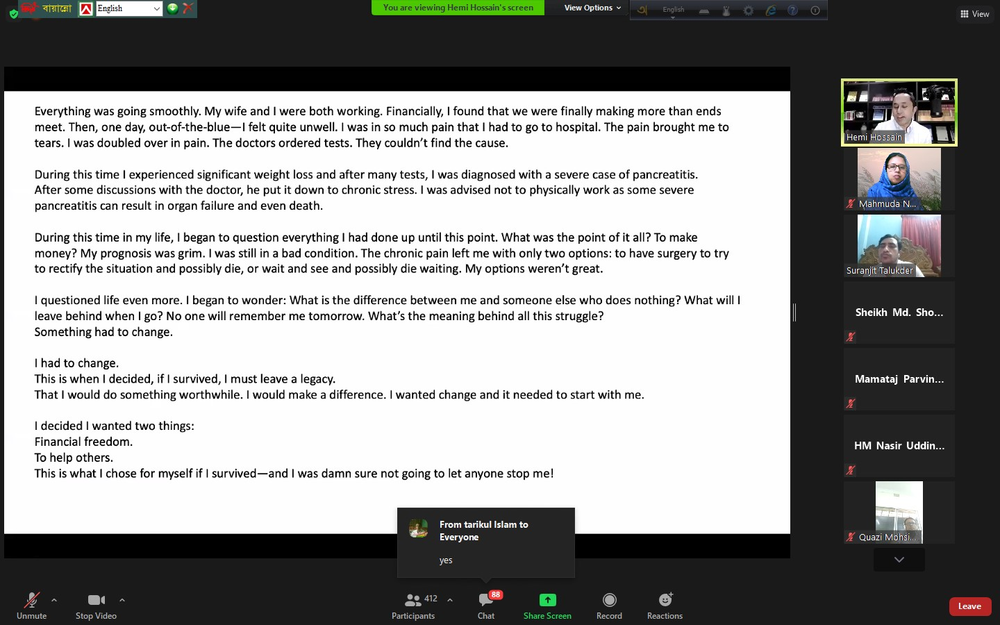 বায়ান্নো
English
You are viewing Hemi Hossain's screen
View Options
অ
English
View
Everything was going smoothly. My wife and I were both working. Financially, I found that we were finally making more than ends
meet. Then, one day, out-of-the-blue—I felt quite unwell. I was in so much pain that I had to go to hospital. The pain brought me to
tears. I was doubled over in pain. The doctors ordered tests. They couldn't find the cause.
During this time I experienced significant weight loss and after many tests, I was diagnosed with a severe case of pancreatitis.
After some discussions with the doctor, he put it down to chronic stress. I was advised not to physically work as some severe
pancreatitis can result in organ failure and even death.
During this time in my life, I began to question everything I had done up until this point. What was the point of it all? To make
money? My prognosis was grim. I was still in a bad condition. The chronic pain left me with only two options: to have surgery to try
to rectify the situation and possibly die, or wait and see and possibly die waiting. My options weren't great.
I questioned life even more. I began to wonder: What is the difference between me and someone else who does nothing? What will I
leave behind when I go? No one will remember me tomorrow. What's the meaning behind all this struggle?
Something had to change.
I had to change.
This is when I decided, if I survived, I must leave a legacy.
That I would do something worthwhile. I would make a difference. I wanted change and it needed to start with me.
I decided I wanted two things:
Financial freedom.
To help others.
This is what I chose for myself if I survived—and I was damn sure not going to let anyone stop me!
Hemi Hossain
Mahmuda N...
Suranjit Talukder
Sheikh Md. Sho...
Mamataj Parvin...
HM Nasir Uddin...
Quazi Mohsi...
From tarikul Islam to
Everyone
yes
Unmute
Stop Video
412
Participants
88
Chat
Share Screen
Record
Reactions
Leave